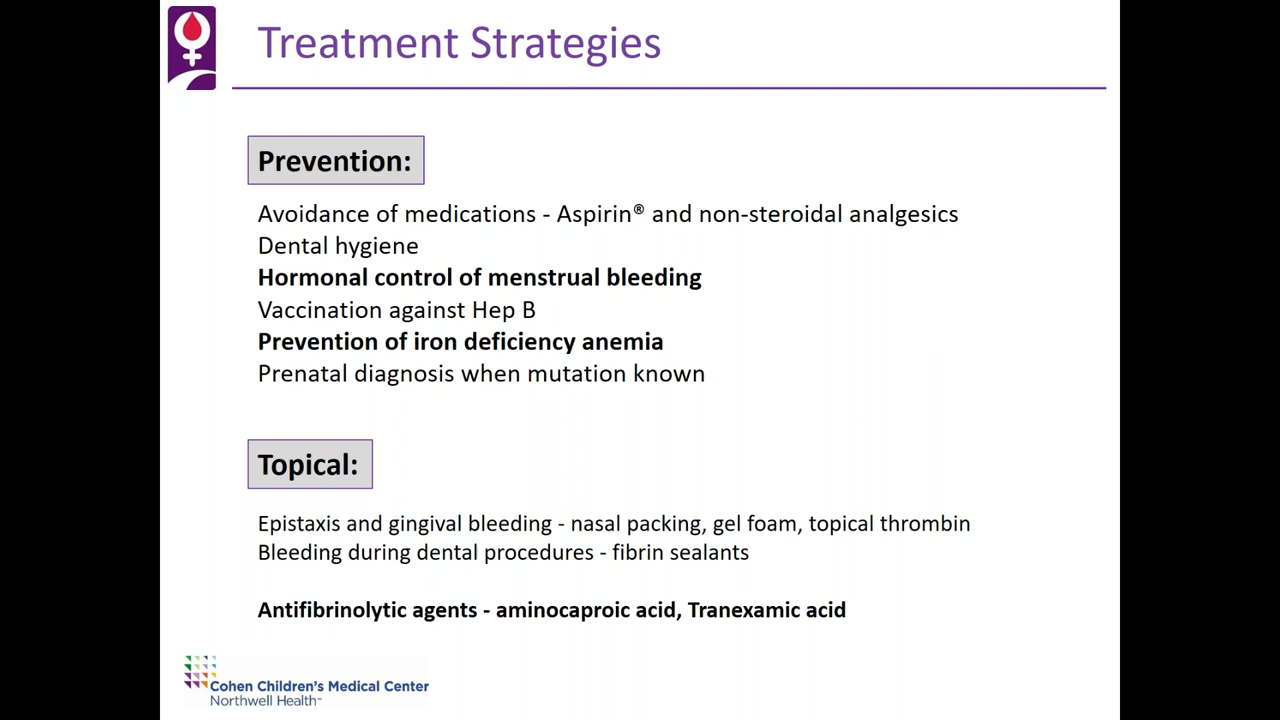 Treatment Strategies
Prevention:
Avoidance of medications - Aspirin® and non-steroidal analgesics
Dental hygiene
Hormonal control of menstrual bleeding
Vaccination against Hep B
Prevention of iron deficiency anemia
Prenatal diagnosis when mutation known
Topical:
Epistaxis and gingival bleeding - nasal packing, gel foam, topical thrombin
Bleeding during dental procedures - fibrin sealants
Antifibrinolytic agents - aminocaproic acid, Tranexamic acid
Cohen Children's Medical Center
Northwell Health℠